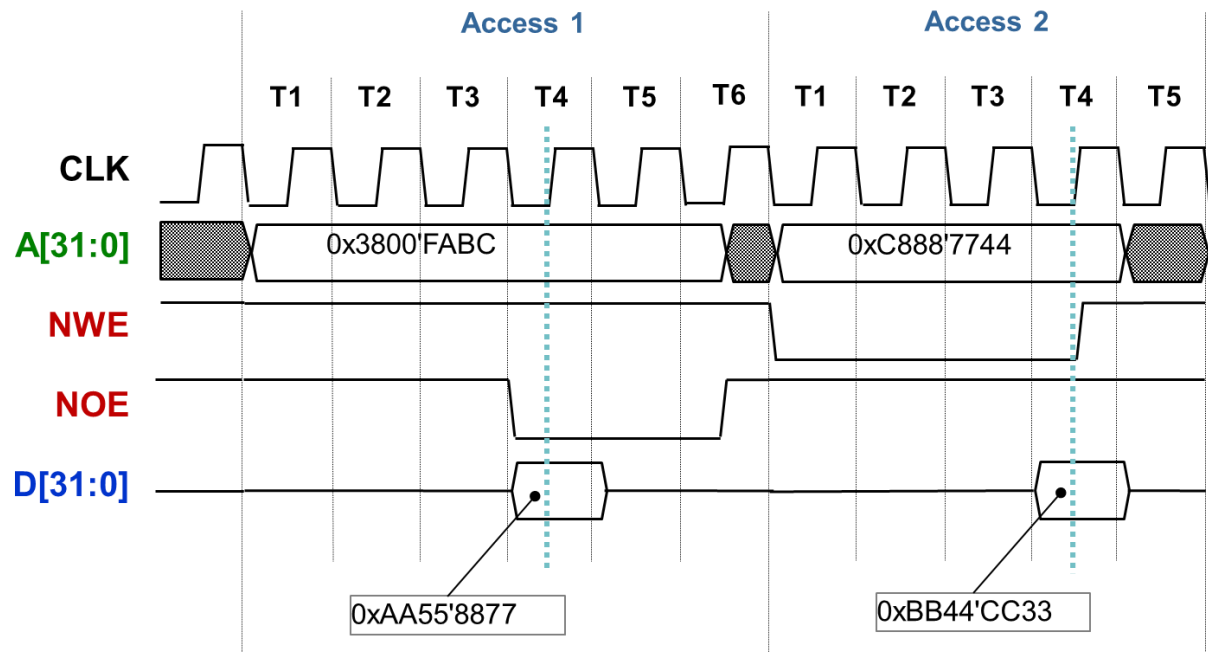 Access 1 Access 2
T1 T2 T3 T4 T5 T6 T1 T2 T3 T4 T5
CLK
A[31:0] 0x3800'FABC 0xC888'7744
NWE
NOE
D[31:0]
0xAA55'8877 0xBB44'CC33